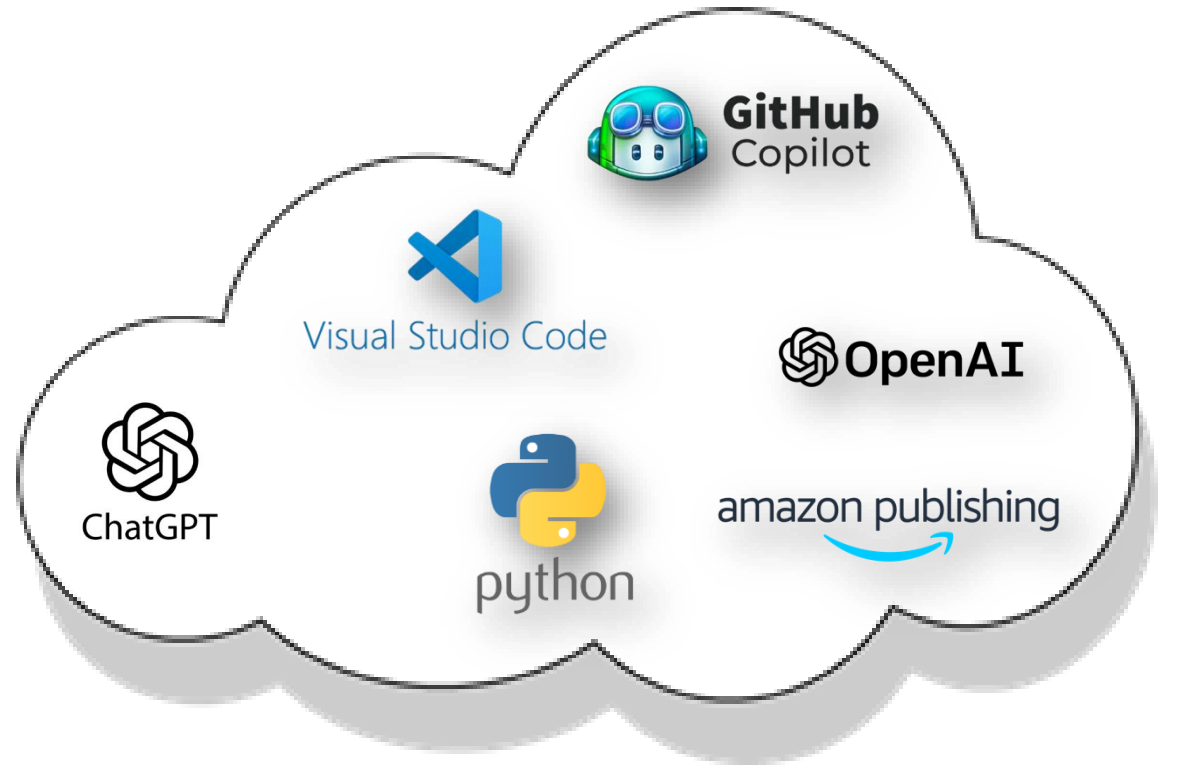 GitHub
Copilot
Visual Studio Code
OpenAI
ChatGPT
amazon publishing
python